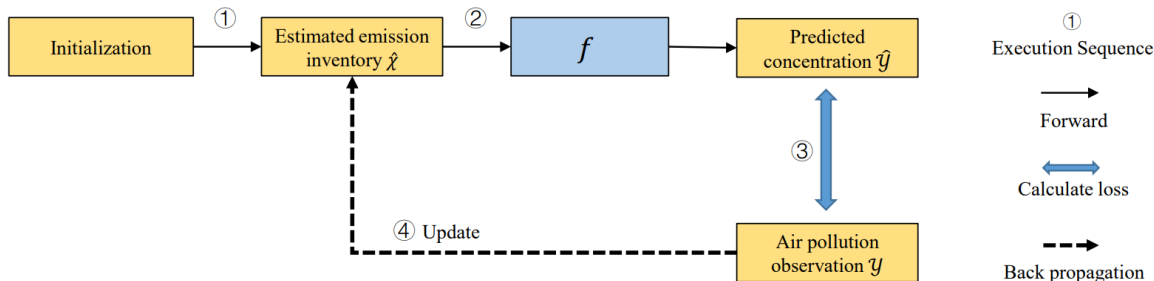 ①
②
①
Initialization
Estimated emission
inventory χ̂
f
Predicted
concentration ŷ
Execution Sequence
Forward
③
Calculate loss
④ Update
Air pollution
observation y
Back propagation